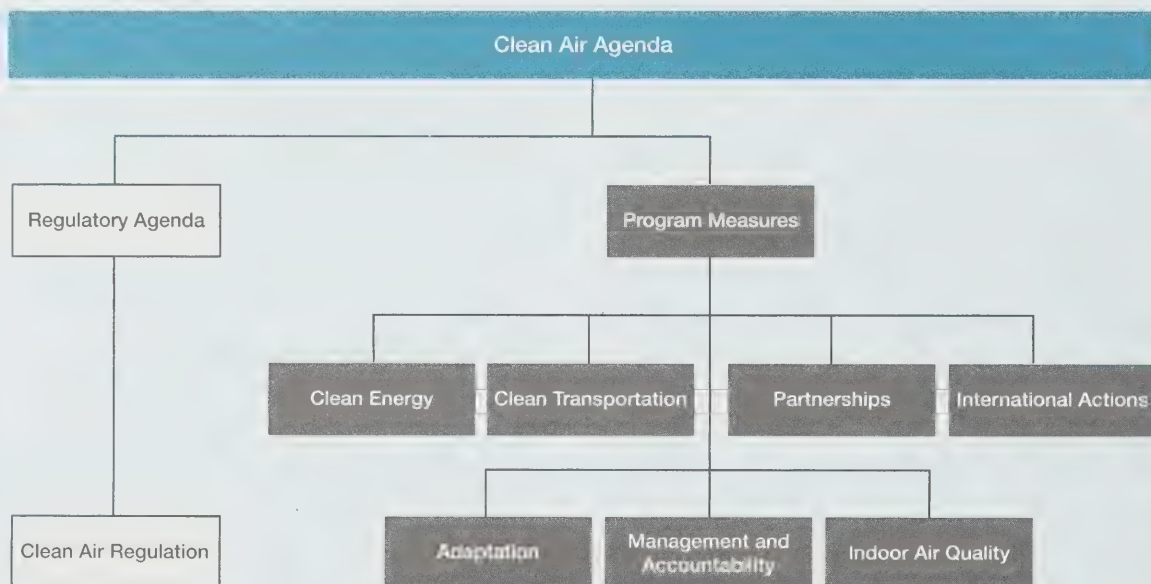 Clean Air Agenda
Regulatory Agenda
Program Measures
Clean Energy
Clean Transportation
Partnerships
International Actions
Clean Air Regulation
Adaptation
Management and
Accountability
Indoor Air Quality